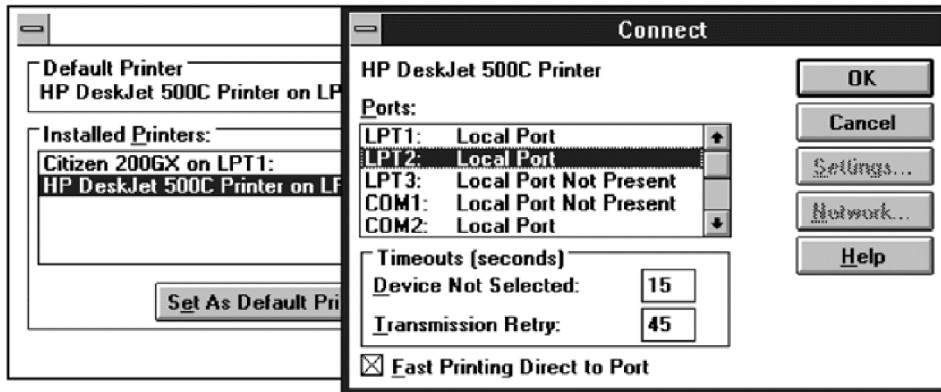 Default Printer
HP DeskJet 500C Printer on LP
Installed Printers:
Citizen 200GX on LPT1:
HP DeskJet 500C Printer on LP
Set As Default Pri
Connect
HP DeskJet 500C Printer
Ports:
LPT1: Local Port
LPT2: Local Port
LPT3: Local Port Not Present
COM1: Local Port Not Present
COM2: Local Port
Timeouts (seconds)
Device Not Selected: 15
Transmission Retry: 45
Fast Printing Direct to Port
OK
Cancel
Settings...
Network...
Help